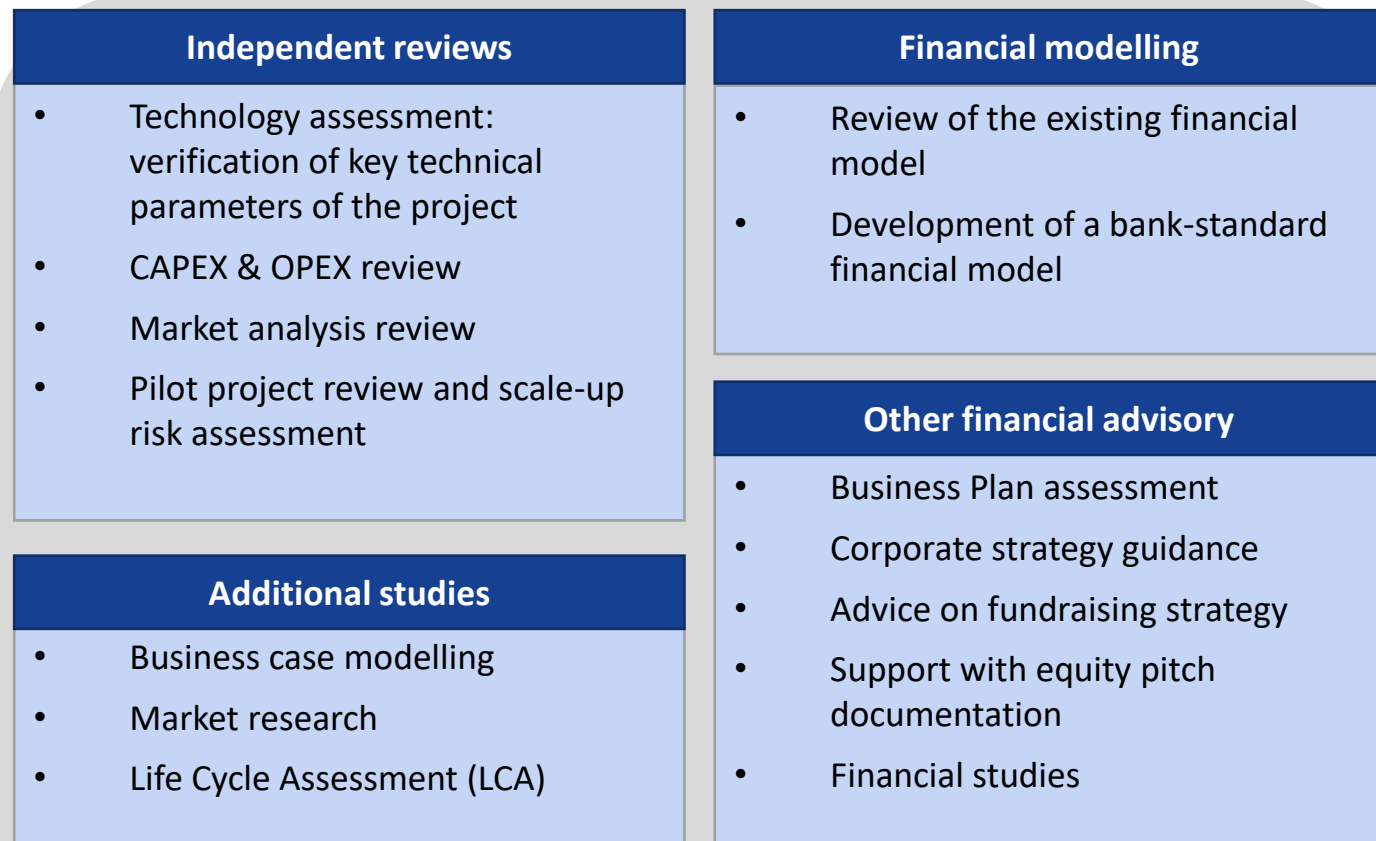 Independent reviews
• Technology assessment:
verification of key technical
parameters of the project
• CAPEX & OPEX review
• Market analysis review
• Pilot project review and scale-up
risk assessment
Additional studies
• Business case modelling
• Market research
• Life Cycle Assessment (LCA)
Financial modelling
• Review of the existing financial
model
• Development of a bank-standard
financial model
Other financial advisory
• Business Plan assessment
• Corporate strategy guidance
• Advice on fundraising strategy
• Support with equity pitch
documentation
• Financial studies